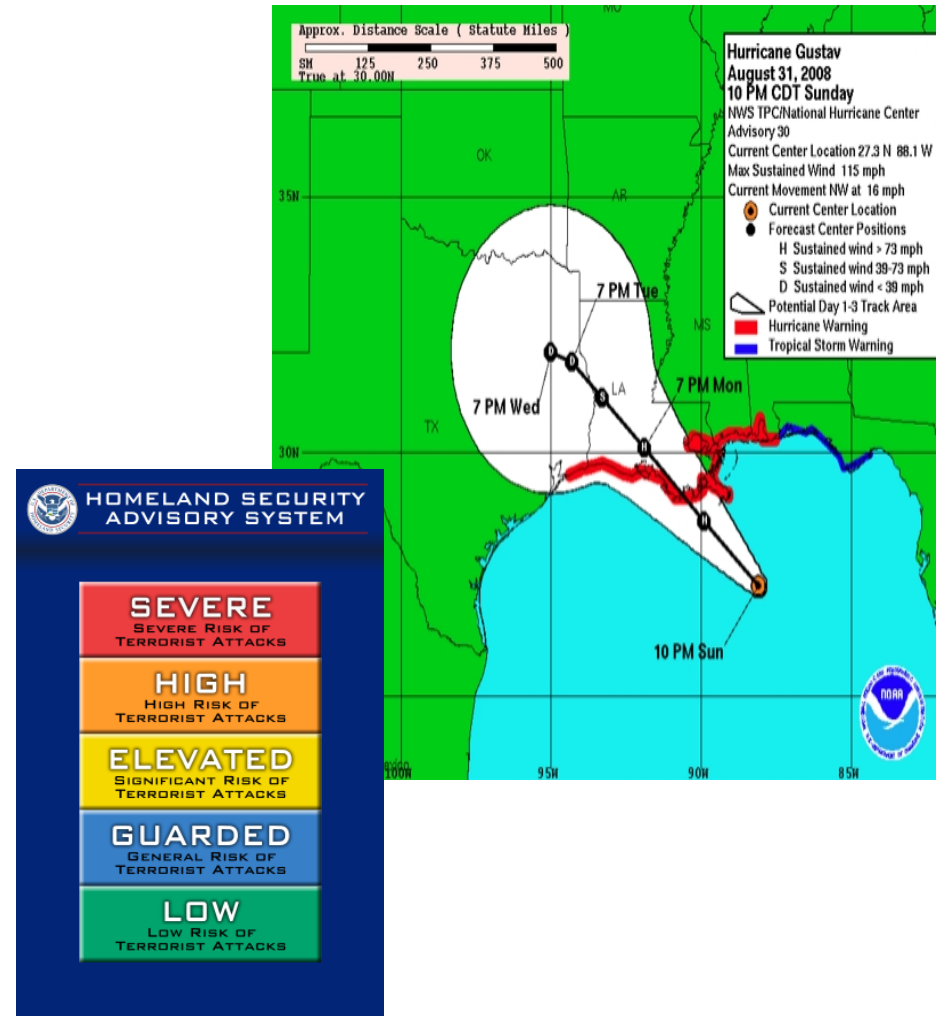 MO
Approx. Distance Scale ( Statute Miles )
SM 125 250 375 500
True at 30.00N
Hurricane Gustav
August 31, 2008
10 PM CDT Sunday
NWS TPC/National Hurricane Center
Advisory 30
Current Center Location 27.3 N 88.1 W
Max Sustained Wind 115 mph
Current Movement NW at 16 mph
Current Center Location
Forecast Center Positions
H Sustained wind > 73 mph
S Sustained wind 39-73 mph
D Sustained wind < 39 mph
Potential Day 1-3 Track Area
Hurricane Warning
Tropical Storm Warning
OK
AR
35N
7 PM Tue
MS
D
D
LA
7 PM Mon
S
7 PM Wed
TX
H
30N
H
10 PM Sun
NOAA
100W 95W 90W 85W
HOMELAND SECURITY
ADVISORY SYSTEM
SEVERE
SEVERE RISK OF
TERRORIST ATTACKS
HIGH
HIGH RISK OF
TERRORIST ATTACKS
ELEVATED
SIGNIFICANT RISK OF
TERRORIST ATTACKS
GUARDED
GENERAL RISK OF
TERRORIST ATTACKS
LOW
LOW RISK OF
TERRORIST ATTACKS